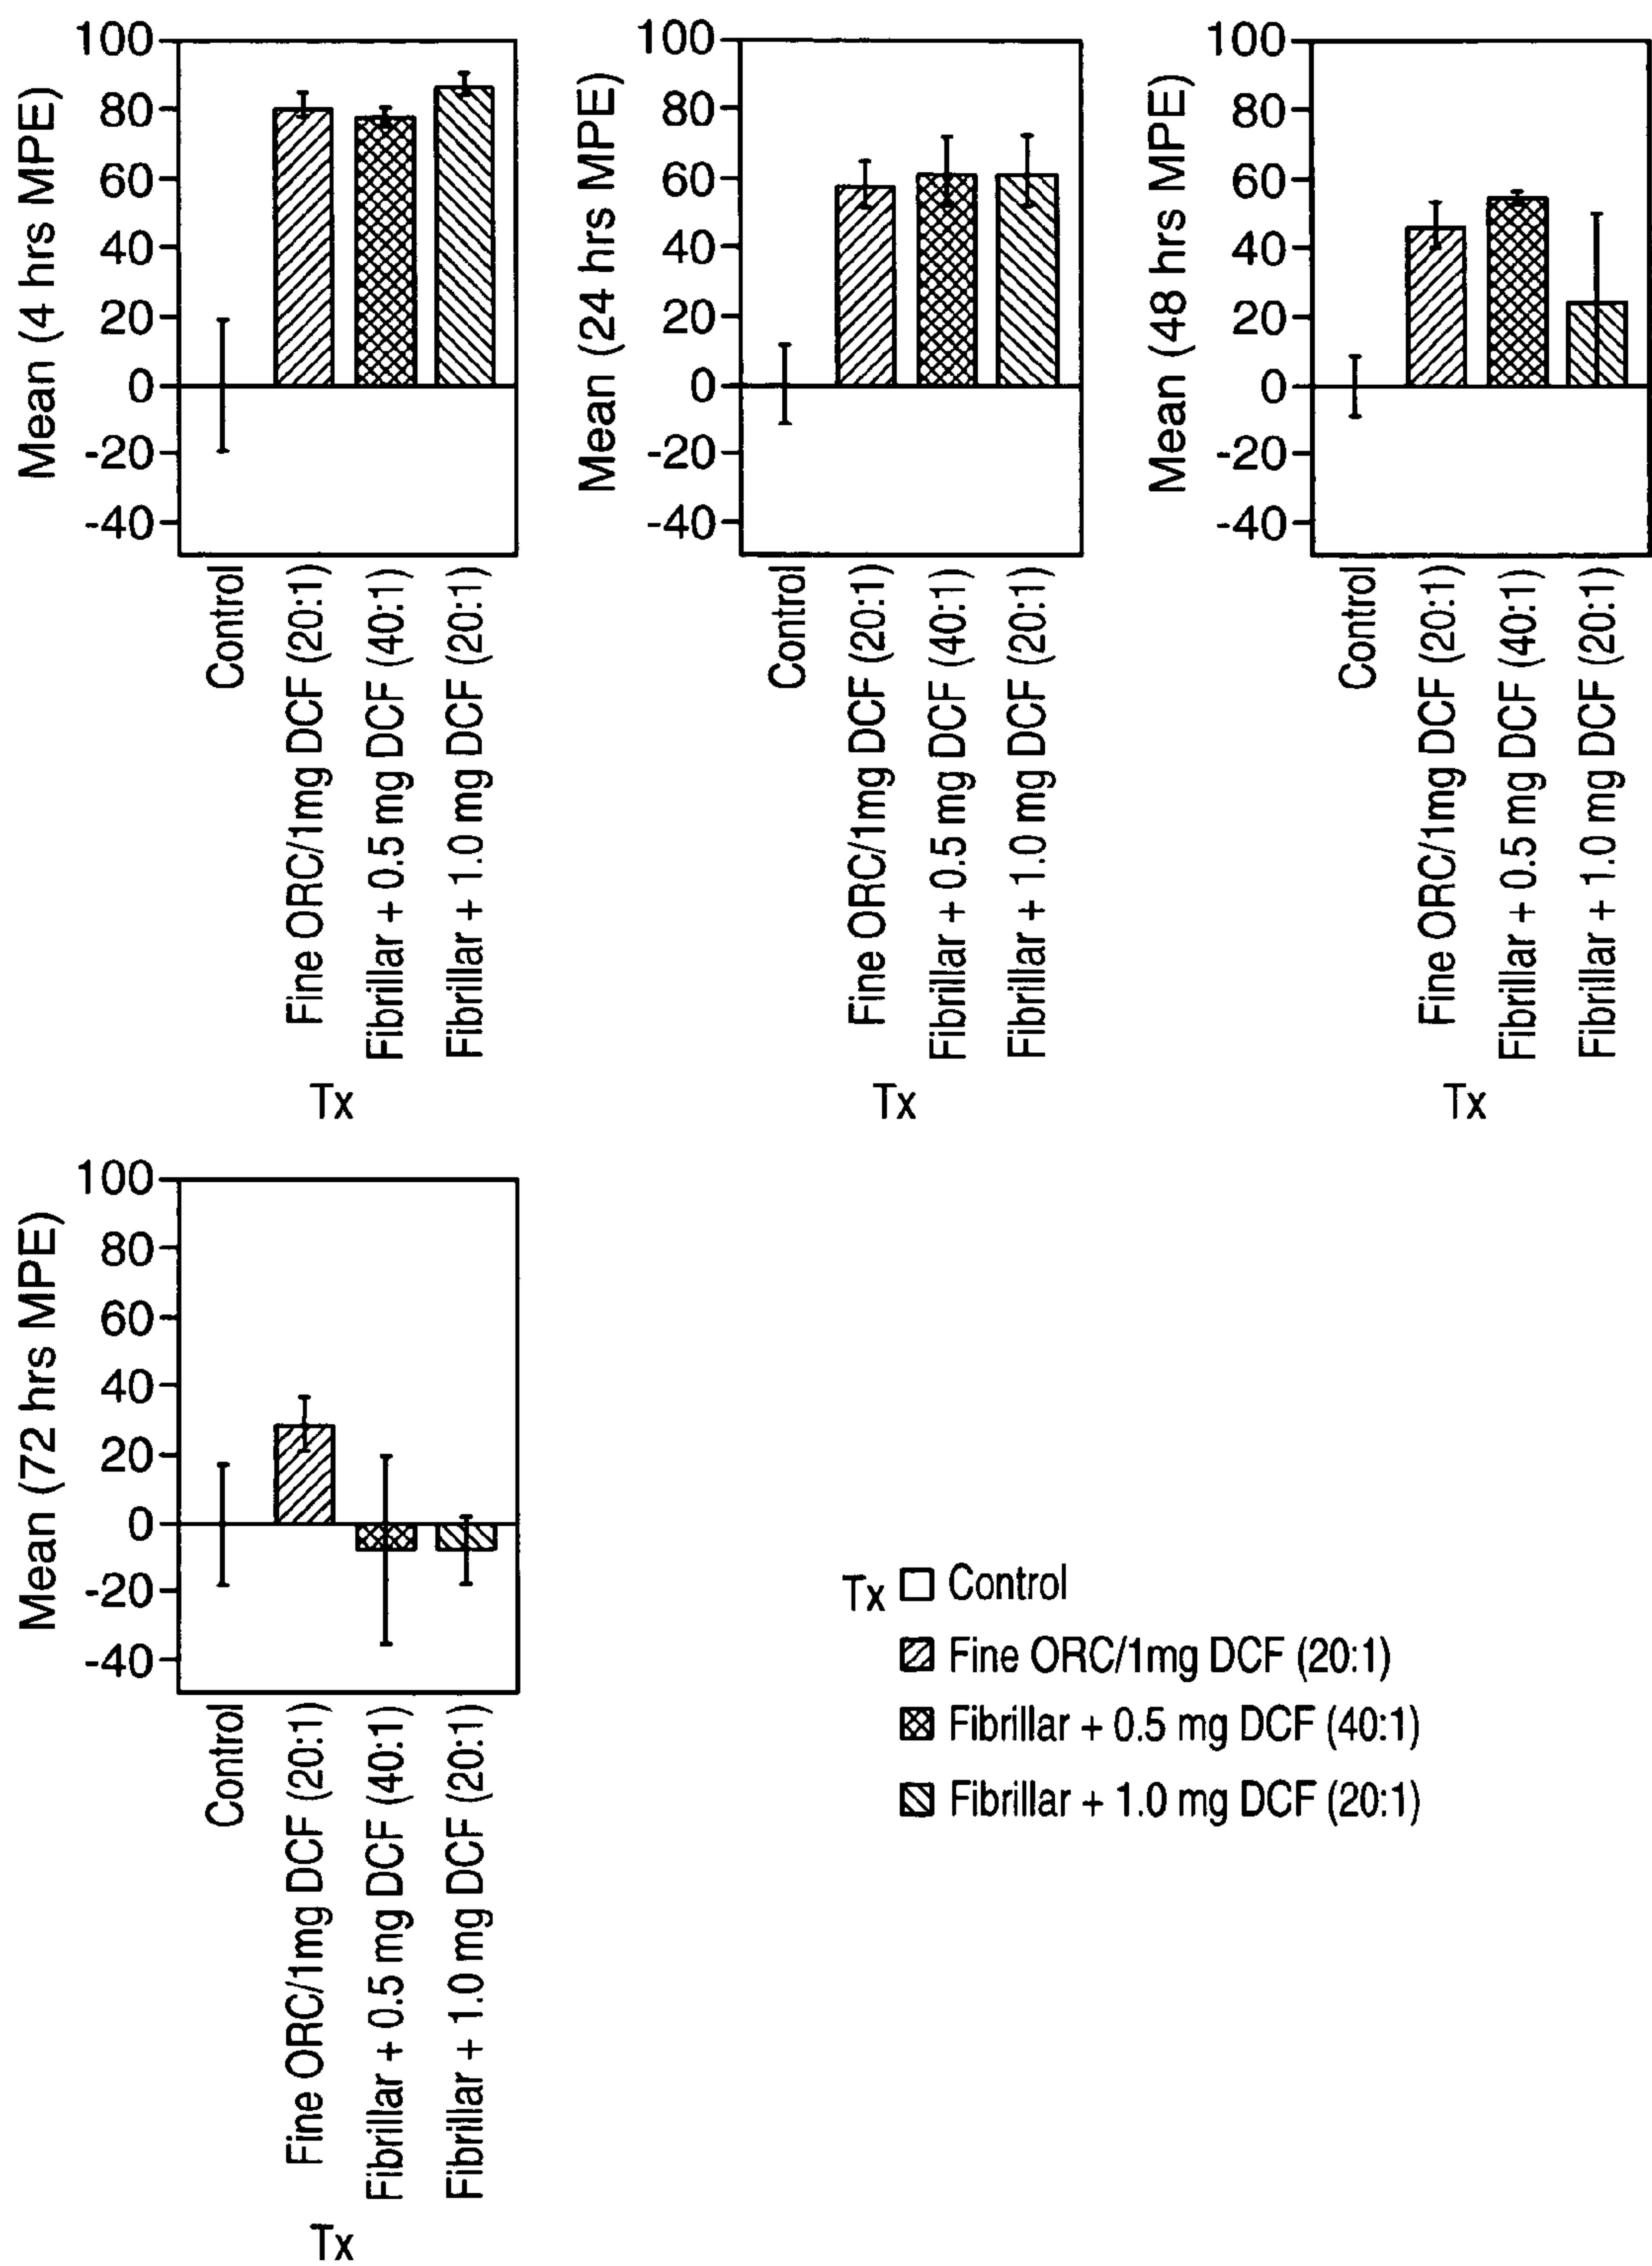 Mean (4 hrs MPE)
100
80
60
40
20
0
-20
-40
Control
Fine ORC/1mg DCF (20:1)
Fibrillar + 0.5 mg DCF (40:1)
Fibrillar + 1.0 mg DCF (20:1)
Tx
Mean (24 hrs MPE)
100
80
60
40
20
0
-20
-40
Control
Fine ORC/1mg DCF (20:1)
Fibrillar + 0.5 mg DCF (40:1)
Fibrillar + 1.0 mg DCF (20:1)
Tx
Mean (48 hrs MPE)
100
80
60
40
20
0
-20
-40
Control
Fine ORC/1mg DCF (20:1)
Fibrillar + 0.5 mg DCF (40:1)
Fibrillar + 1.0 mg DCF (20:1)
Tx
Mean (72 hrs MPE)
100
80
60
40
20
0
-20
-40
Control
Fine ORC/1mg DCF (20:1)
Fibrillar + 0.5 mg DCF (40:1)
Fibrillar + 1.0 mg DCF (20:1)
Tx
Tx Control
Fine ORC/1mg DCF (20:1)
Fibrillar + 0.5 mg DCF (40:1)
Fibrillar + 1.0 mg DCF (20:1)